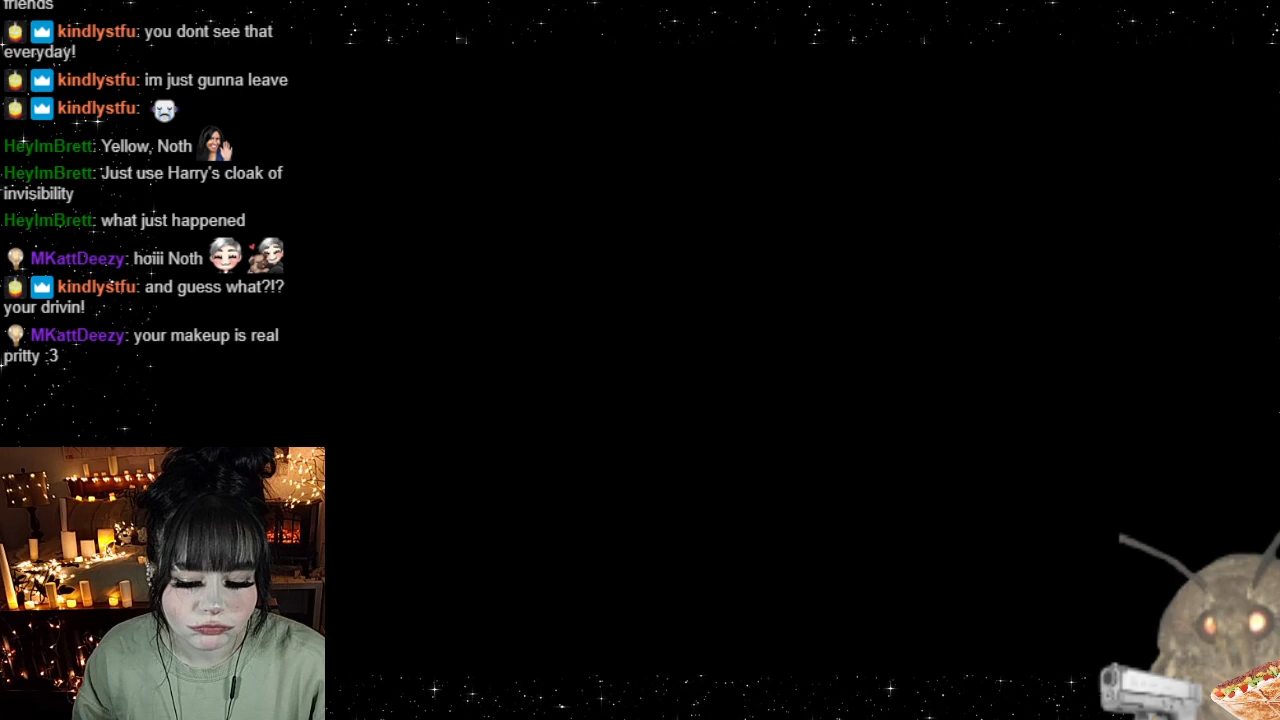 friends
kindlystfu: you dont see that
everyday!
kindlystfu: im just gunna leave
kindlystfu:
HeyImBrett: Yellow, Noth
HeyImBrett: Just use Harry's cloak of
invisibility
HeyImBrett: what just happened
MKattDeezy: hoiii Noth
kindlystfu: and guess what?!?
your drivin!
MKattDeezy: your makeup is real
pritty :3